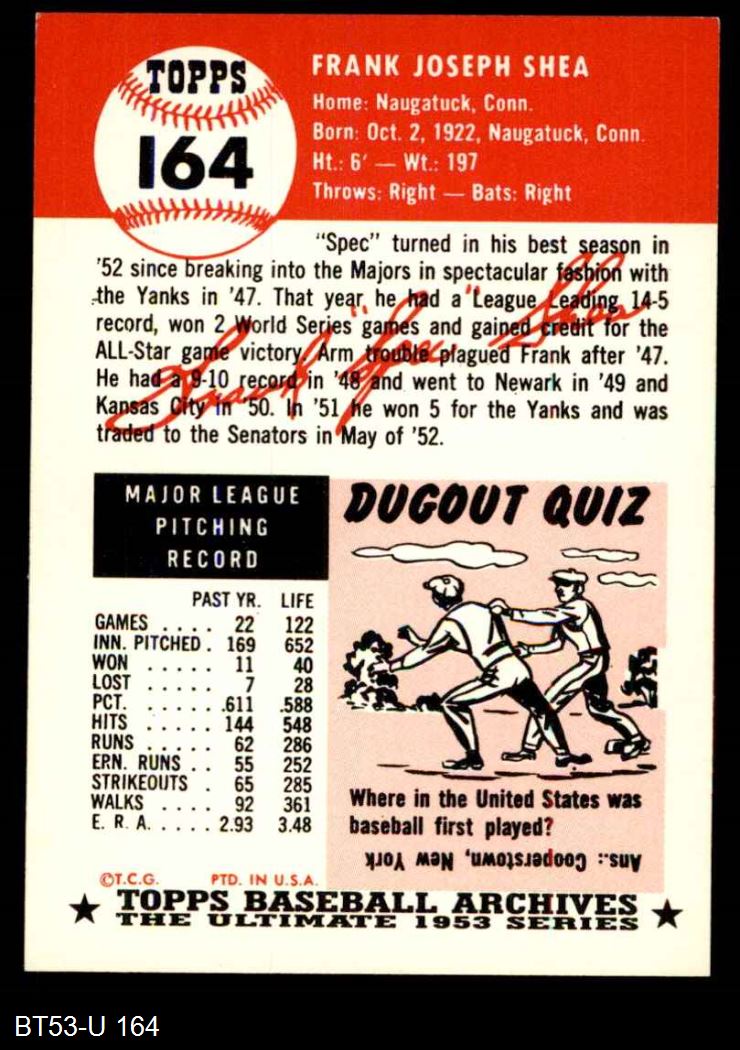 TOPPS
164
FRANK JOSEPH SHEA
Home: Naugatuck, Conn.
Born: Oct. 2, 1922, Naugatuck, Conn.
Ht.: 6' — Wt.: 197
Throws: Right — Bats: Right
"Spec" turned in his best season in
'52 since breaking into the Majors in spectacular fashion with
the Yanks in '47. That year he had a League Leading 14-5
record, won 2 World Series games and gained credit for the
ALL-Star game victory. Arm trouble plagued Frank after '47.
He had a 9-10 record in '48 and went to Newark in '49 and
Kansas City in '50. In '51 he won 5 for the Yanks and was
traded to the Senators in May of '52.
Frank "Spec" Shea
MAJOR LEAGUE
PITCHING
RECORD
PAST YR. LIFE
GAMES .... 22 122
INN. PITCHED. 169 652
WON ..... 11 40
LOST ..... 7 28
PCT. ...... .611 .588
HITS ..... 144 548
RUNS ..... 62 286
ERN. RUNS .. 55 252
STRIKEOUTS . 65 285
WALKS .... 92 361
E. R. A. .... 2.93 3.48
DUGOUT QUIZ
Where in the United States was
baseball first played?
Ans.: Cooperstown, New York
©T.C.G. PTD. IN U.S.A.
★ TOPPS BASEBALL ARCHIVES ★
THE ULTIMATE 1953 SERIES
BT53-U 164